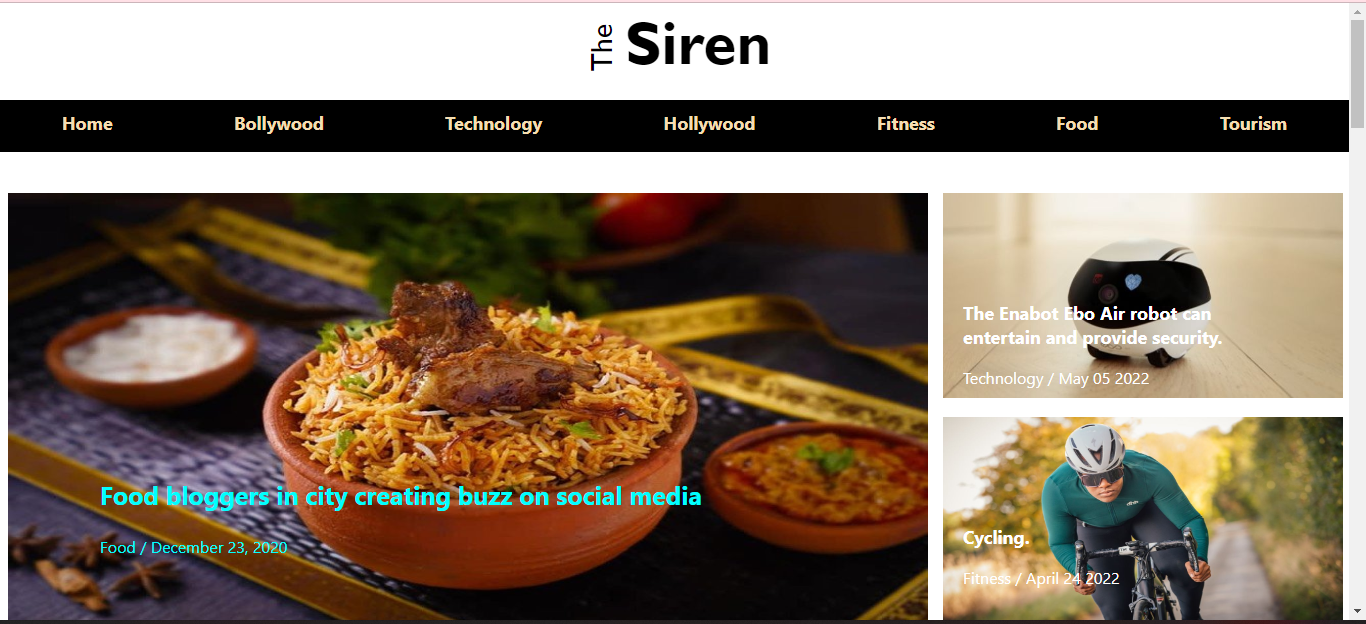 The Siren
Home Bollywood Technology Hollywood Fitness Food Tourism
Food bloggers in city creating buzz on social media
Food / December 23, 2020
The Enabot Ebo Air robot can
entertain and provide security.
Technology / May 05 2022
Cycling.
Fitness / April 24 2022